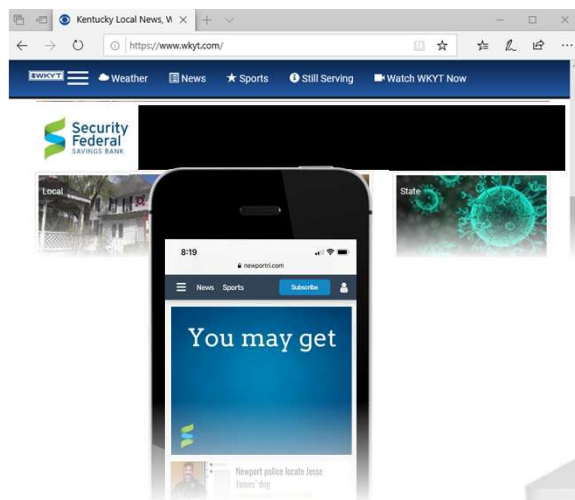 Kentucky Local News, W
https://www.wkyt.com/
WKYT
Weather
News
Sports
Still Serving
Watch WKYT Now
Security
Federal
SAVINGS BANK
Local
State
8:19
newportri.com
News
Sports
Subscribe
You may get
Newport police locate Jesse
James' dog